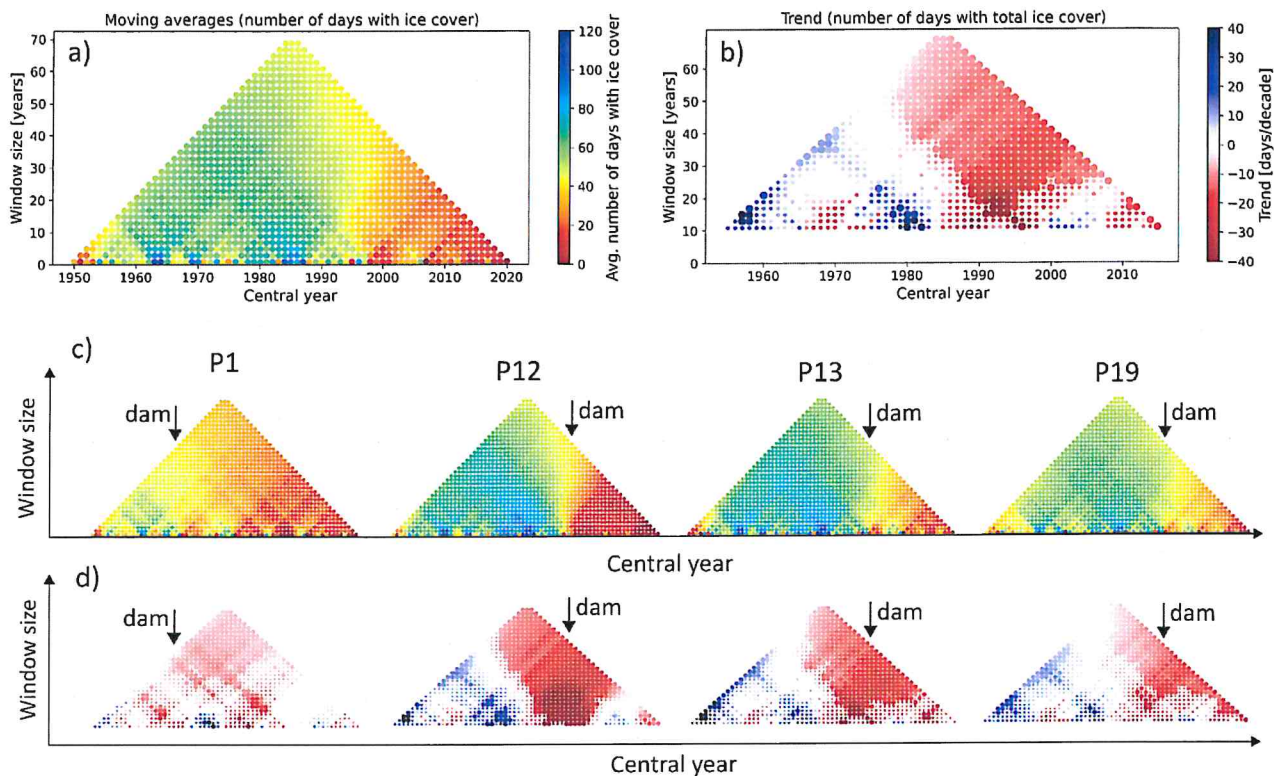 Moving averages (number of days with ice cover)
a)
Window size [years]
70
60
50
40
30
20
10
0
1950 1960 1970 1980 1990 2000 2010 2020
Central year
120
100
80
60
40
20
0
Avg. number of days with ice cover
Trend (number of days with total ice cover)
b)
Window size [years]
70
60
50
40
30
20
10
0
1960 1970 1980 1990 2000 2010
Central year
40
30
20
10
0
−10
−20
−30
−40
Trend [days/decade]
c)
P1 P12 P13 P19
dam dam dam dam
Window size
Central year
d)
dam dam dam dam
Window size
Central year